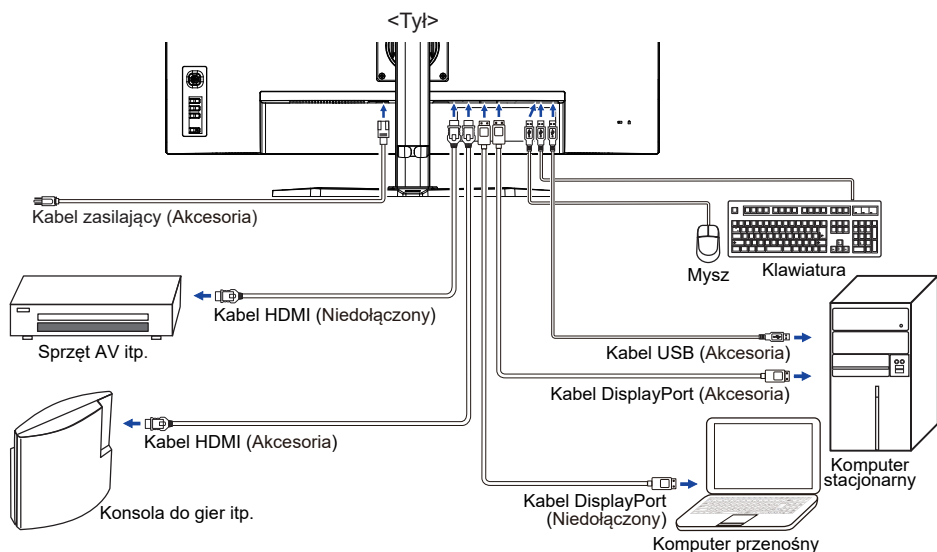 <Tył>
Kabel zasilający (Akcesoria)
Mysz
Klawiatura
Kabel HDMI (Niedołączony)
Sprzęt AV itp.
Kabel USB (Akcesoria)
Kabel DisplayPort (Akcesoria)
Kabel HDMI (Akcesoria)
Komputer
stacjonarny
Konsola do gier itp.
Kabel DisplayPort
(Niedołączony)
Komputer przenośny